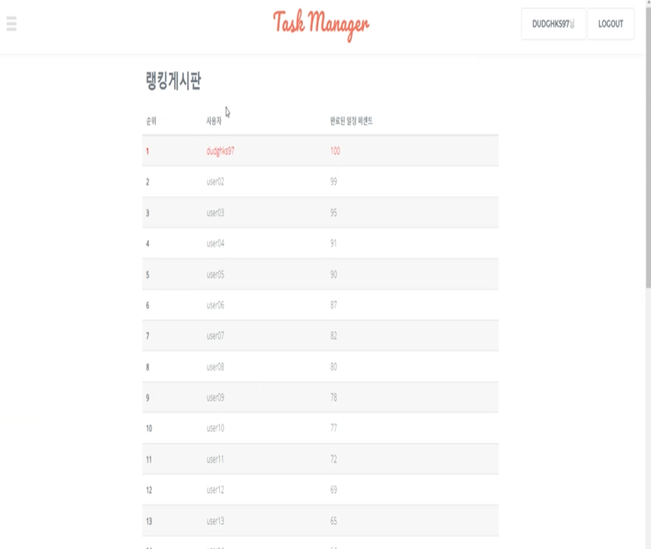 Task Manager
DUDGHKS97님
LOGOUT
랭킹게시판
순위 사용자 완료된 일정 퍼센트
1 dudghks97 100
2 user02 99
3 user03 95
4 user04 91
5 user05 90
6 user06 87
7 user07 82
8 user08 80
9 user09 78
10 user10 77
11 user11 72
12 user12 69
13 user13 65